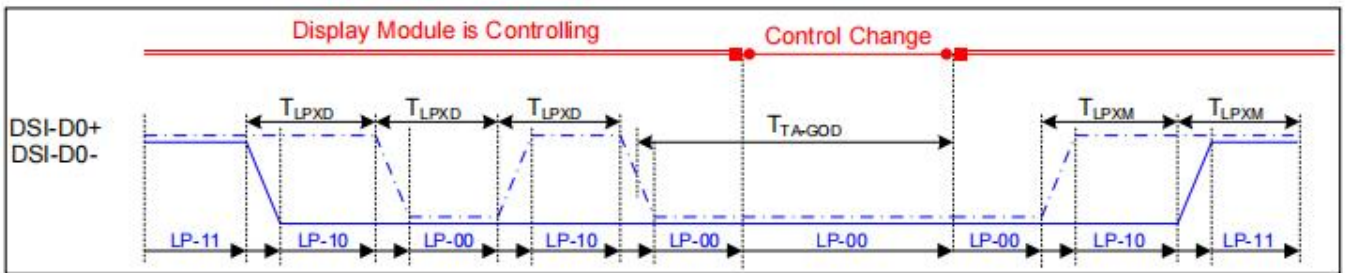 Display Module is Controlling Control Change
TLPXD TLPXD TLPXD TTA-GOD TLPXM TLPXM
DSI-D0+
DSI-D0-
LP-11 LP-10 LP-00 LP-10 LP-00 LP-00 LP-00 LP-10 LP-11